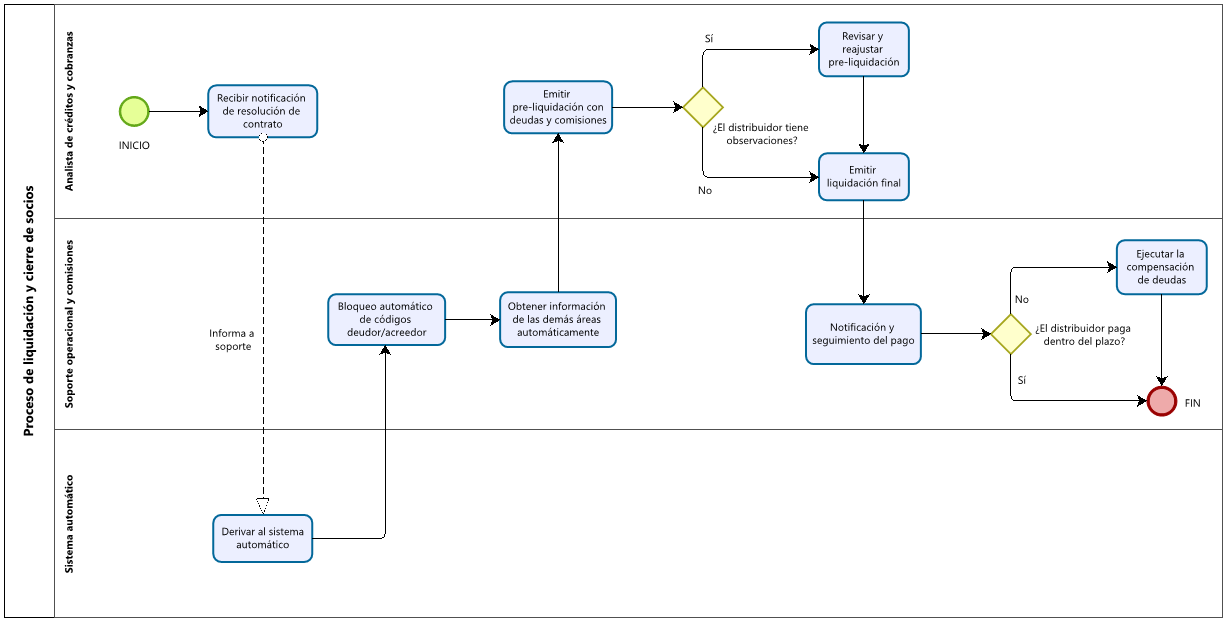 Proceso de liquidación y cierre de socios
Analista de créditos y cobranzas
INICIO
Recibir notificación
de resolución de
contrato
Emitir
pre-liquidación con
deudas y comisiones
Sí
¿El distribuidor tiene
observaciones?
No
Revisar y
reajustar
pre-liquidación
Emitir
liquidación final
Soporte operacional y comisiones
Informa a
soporte
Bloqueo automático
de códigos
deudor/acreedor
Obtener información
de las demás áreas
automáticamente
Notificación y
seguimiento del pago
No
¿El distribuidor paga
dentro del plazo?
Sí
Ejecutar la
compensación
de deudas
FIN
Sistema automático
Derivar al sistema
automático